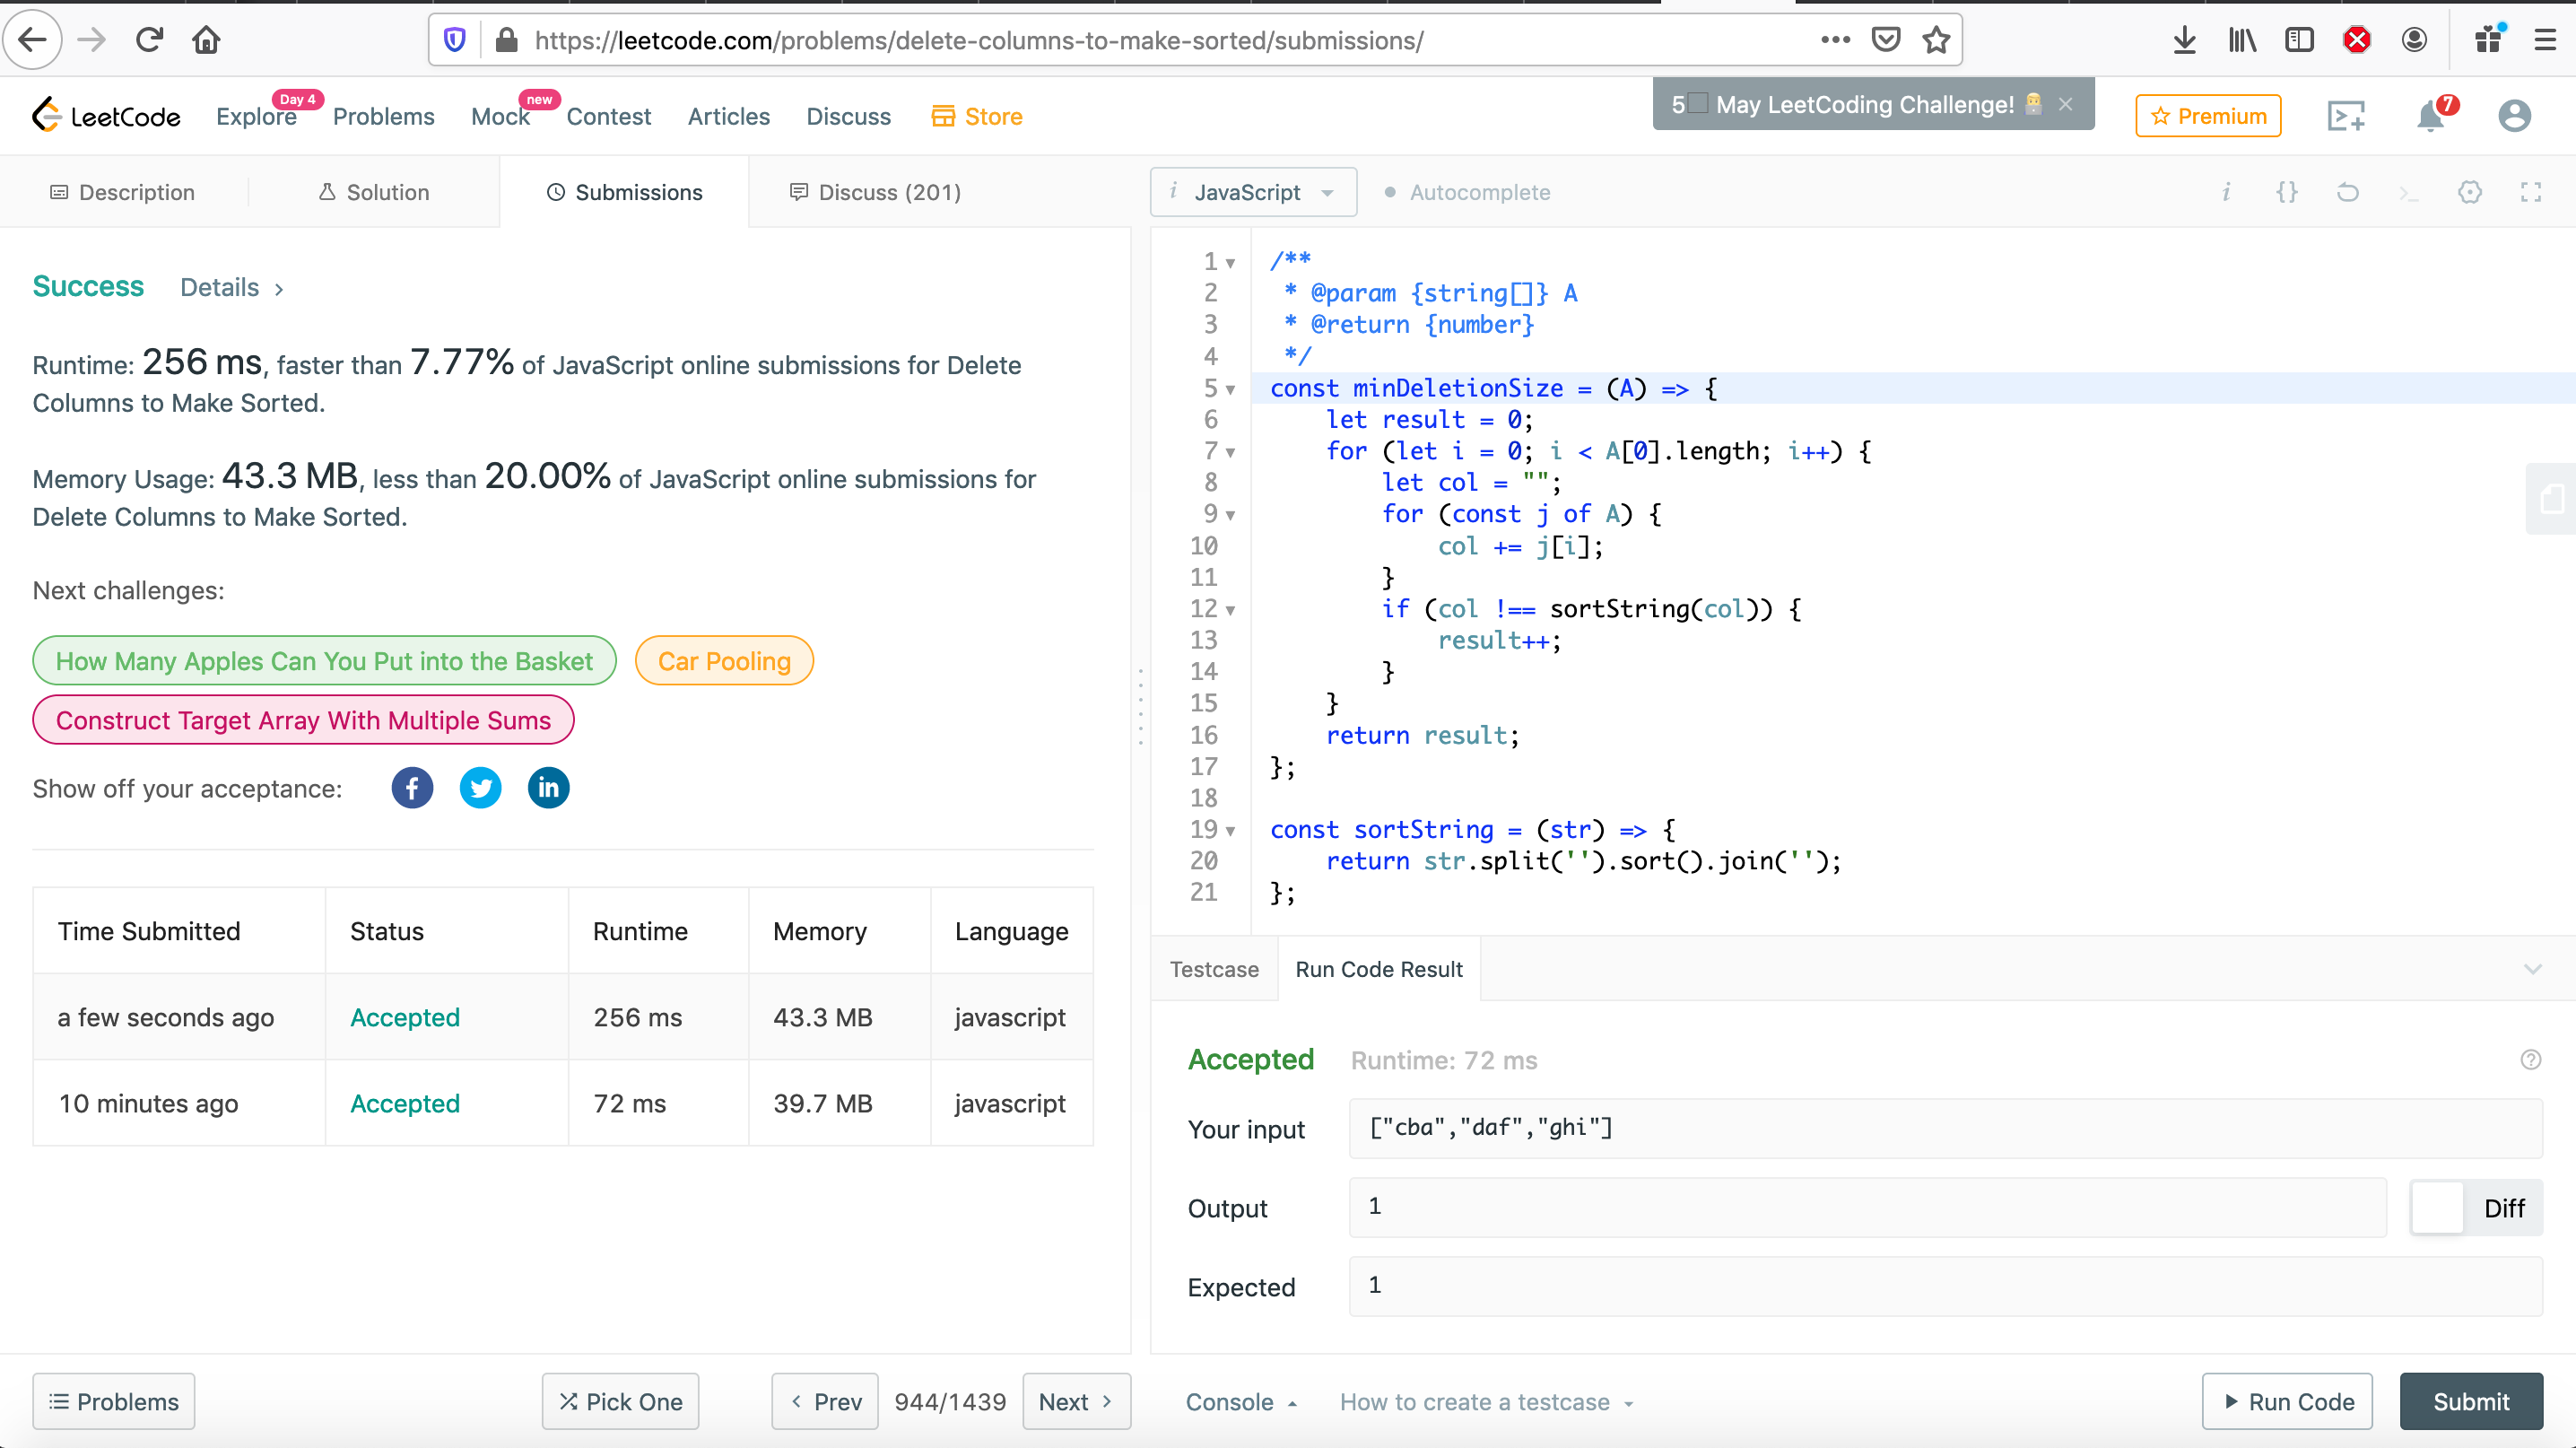 https://leetcode.com/problems/delete-columns-to-make-sorted/submissions/
LeetCode
Explore
Day 4
Problems
Mock
new
Contest
Articles
Discuss
Store
5 May LeetCoding Challenge!
Premium
7
Description
Solution
Submissions
Discuss (201)
i JavaScript
Autocomplete
i {}
Success Details >
Runtime: 256 ms, faster than 7.77% of JavaScript online submissions for Delete
Columns to Make Sorted.
Memory Usage: 43.3 MB, less than 20.00% of JavaScript online submissions for
Delete Columns to Make Sorted.
Next challenges:
How Many Apples Can You Put into the Basket
Car Pooling
Construct Target Array With Multiple Sums
Show off your acceptance: f in
Time Submitted Status Runtime Memory Language
a few seconds ago Accepted 256 ms 43.3 MB javascript
10 minutes ago Accepted 72 ms 39.7 MB javascript
Problems
Pick One
< Prev
944/1439
Next >
1 /**
2  * @param {string[]} A
3  * @return {number}
4  */
5 const minDeletionSize = (A) => {
6     let result = 0;
7     for (let i = 0; i < A[0].length; i++) {
8         let col = "";
9         for (const j of A) {
10             col += j[i];
11         }
12         if (col !== sortString(col)) {
13             result++;
14         }
15     }
16     return result;
17 };
18
19 const sortString = (str) => {
20     return str.split('').sort().join('');
21 };
Testcase
Run Code Result
Accepted Runtime: 72 ms
Your input ["cba","daf","ghi"]
Output 1 Diff
Expected 1
Console
How to create a testcase
Run Code
Submit